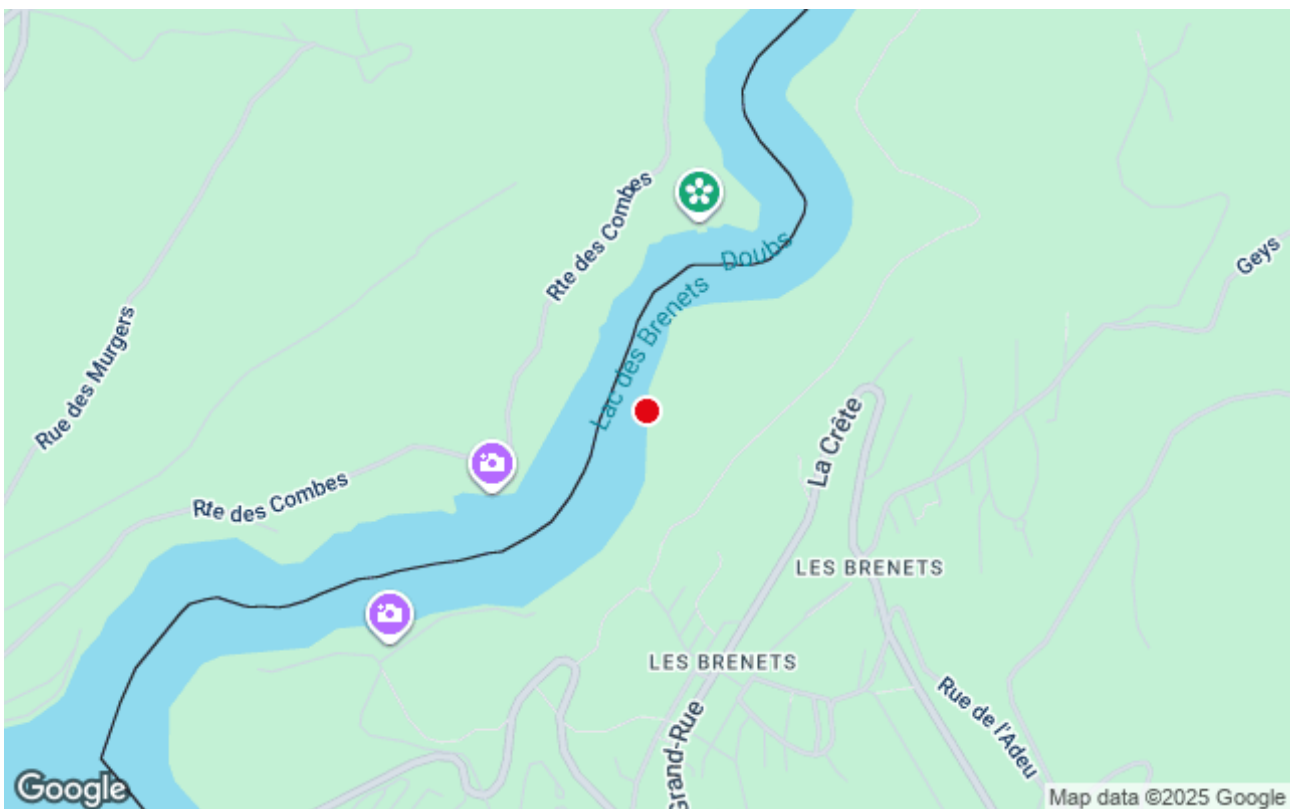 Rte des Combes
Doubs
Geys
Lac des Brenets
Rue des Murgers
La Crête
Rte des Combes
LES BRENETS
LES BRENETS
Grand-Rue
Rue de l'Adeu
Google
Map data ©2025 Google